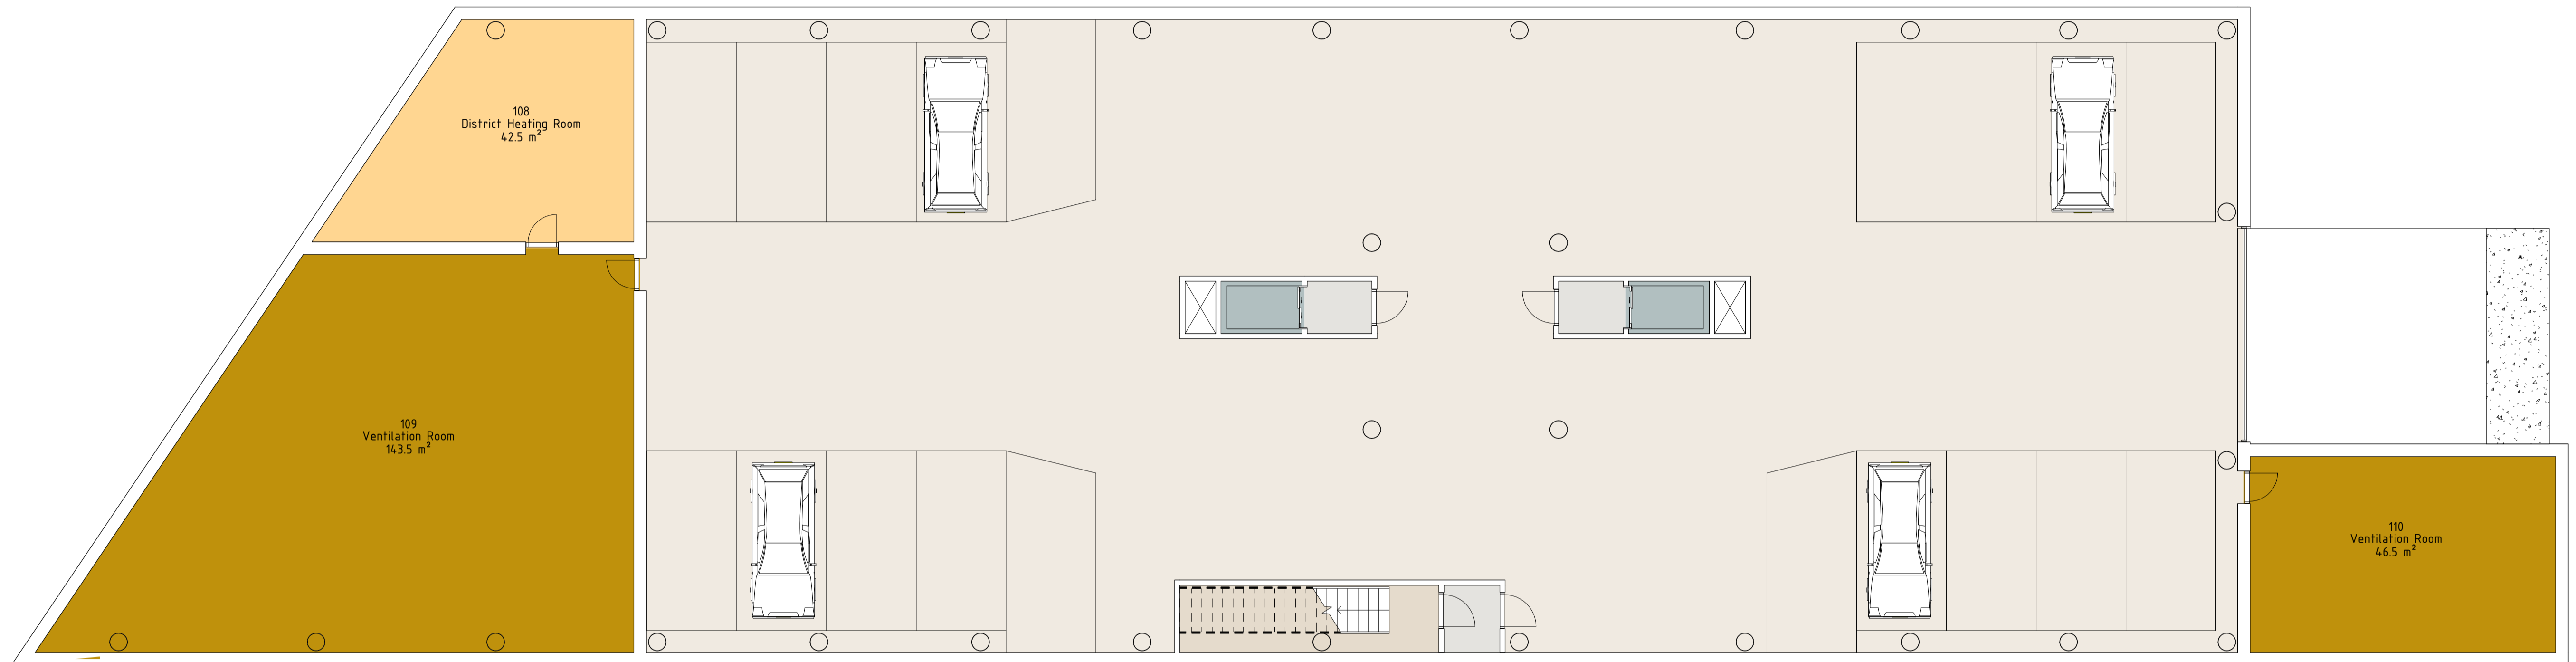 108
District Heating Room
42.5 m²
109
Ventilation Room
143.5 m²
110
Ventilation Room
46.5 m²